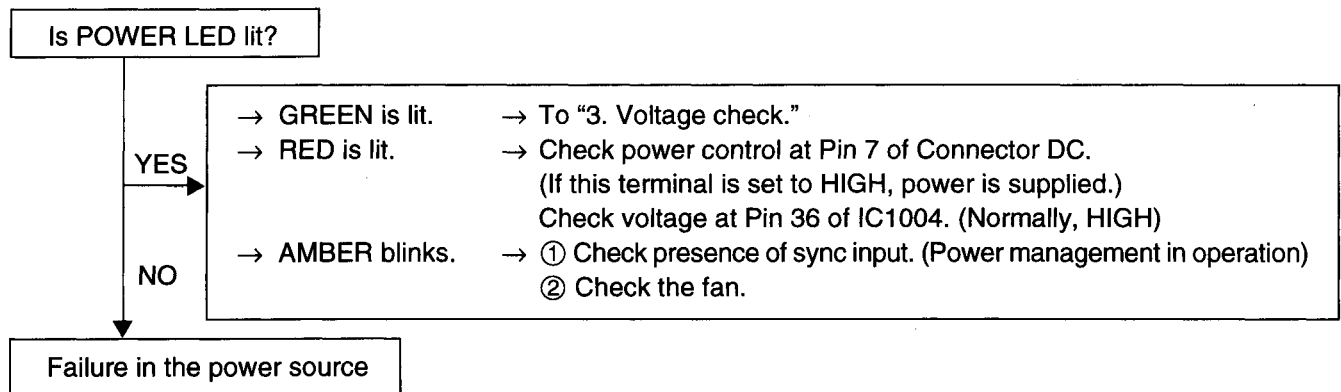 Is POWER LED lit?
YES
→ GREEN is lit. → To “3. Voltage check.”
→ RED is lit. → Check power control at Pin 7 of Connector DC.
(If this terminal is set to HIGH, power is supplied.)
Check voltage at Pin 36 of IC1004. (Normally, HIGH)
→ AMBER blinks. → ① Check presence of sync input. (Power management in operation)
② Check the fan.
NO
Failure in the power source